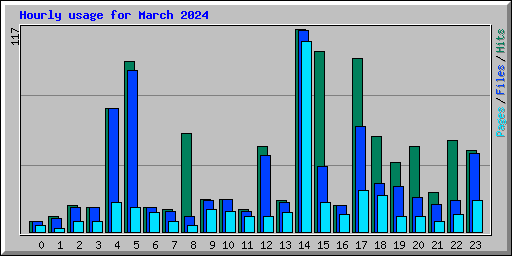 Hourly usage for March 2024
117
Pages / Files / Hits
0 1 2 3 4 5 6 7 8 9 10 11 12 13 14 15 16 17 18 19 20 21 22 23